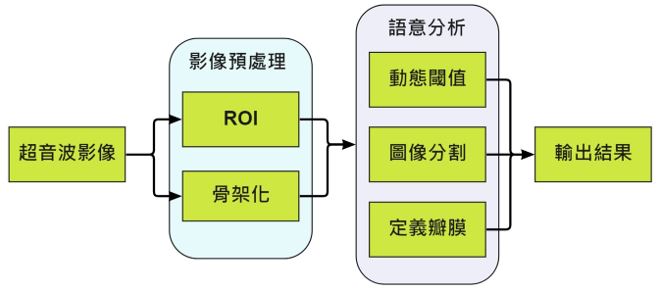 超音波影像
影像預處理
ROI
骨架化
語意分析
動態閾值
圖像分割
定義瓣膜
輸出結果